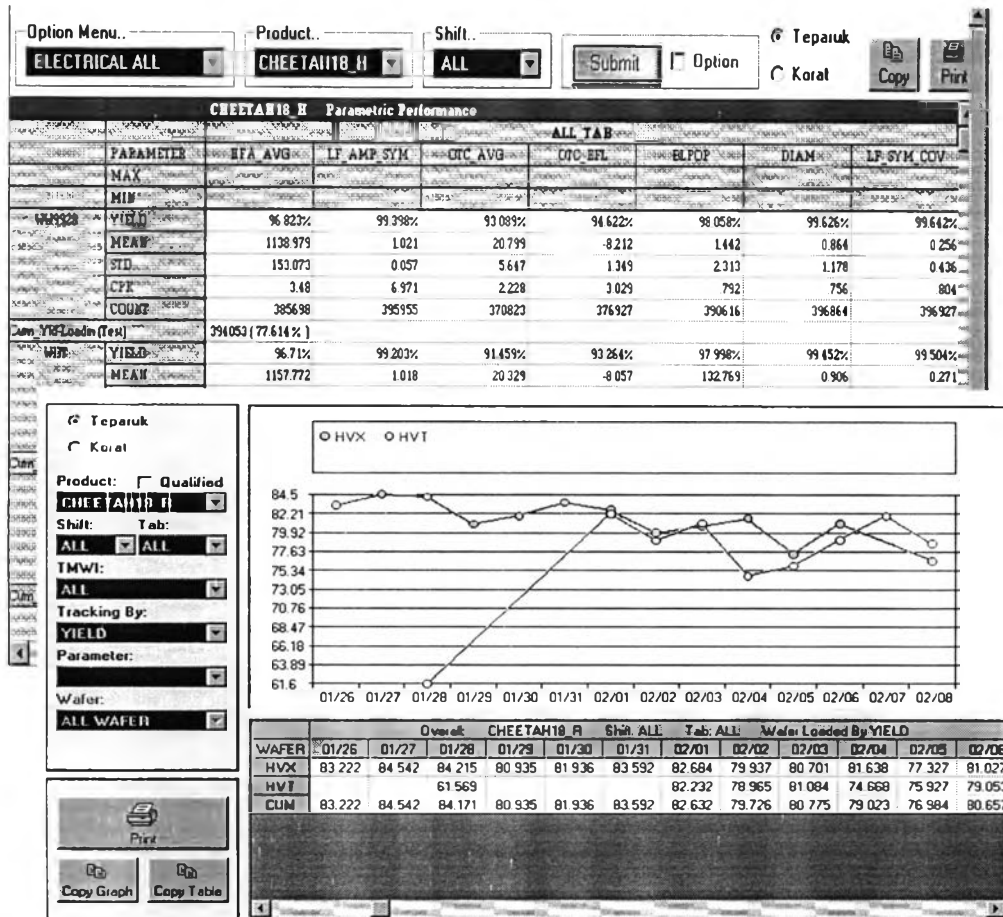 Option Menu..
Product..
Shift..
ELECTRICAL ALL
CHEETAH18_H
ALL
Submit
Option
Teparuk
Korat
Copy
Print
CHEETAH18_H Parametric Performance
ALL_TAB
PARAMETER HFA_AVG LF_AMP_SYM OTC_AVG OTC-EFL BLPOP DIAM LF_SYM_COV
MAX
MIN
WW9928 YIELD 96.823% 99.398% 93.089% 94.622% 98.058% 99.626% 99.642%
MEAN 1138.979 1.021 20.799 -8.212 1.442 0.864 0.256
STD 153.073 0.057 5.647 1.349 2.313 1.178 0.436
CPK 3.48 6.971 2.228 3.029 792 756 804
COUNT 385698 395955 370823 376927 390616 396864 396927
394053 ( 77.614% )
YIELD 96.71% 99.203% 91.459% 93.264% 97.998% 99.452% 99.504%
MEAN 1157.772 1.018 20.329 -8.057 132.769 0.906 0.271
Teparuk
Korat
Product: Qualified
CHEETAH18_R
Shift: Tab:
ALL ALL
TMWI:
ALL
Tracking By:
YIELD
Parameter:
Wafer:
ALL WAFER
Print
Copy Graph
Copy Table
HVX HVT
84.5
82.21
79.92
77.63
75.34
73.05
70.76
68.47
66.18
63.89
61.6
01/26 01/27 01/28 01/29 01/30 01/31 02/01 02/02 02/03 02/04 02/05 02/06 02/07 02/08
Overall: CHEETAH18_R Shift: ALL Tab: ALL Wafer Loaded By YIELD
WAFER 01/26 01/27 01/28 01/29 01/30 01/31 02/01 02/02 02/03 02/04 02/05 02/06
HVX 83.222 84.542 84.215 80.935 81.936 83.592 82.684 79.937 80.701 81.638 77.327 81.027
HVT 61.569 82.232 78.965 81.084 74.668 75.927 79.053
CUM 83.222 84.542 84.171 80.935 81.936 83.592 82.632 79.726 80.775 79.023 76.984 80.657